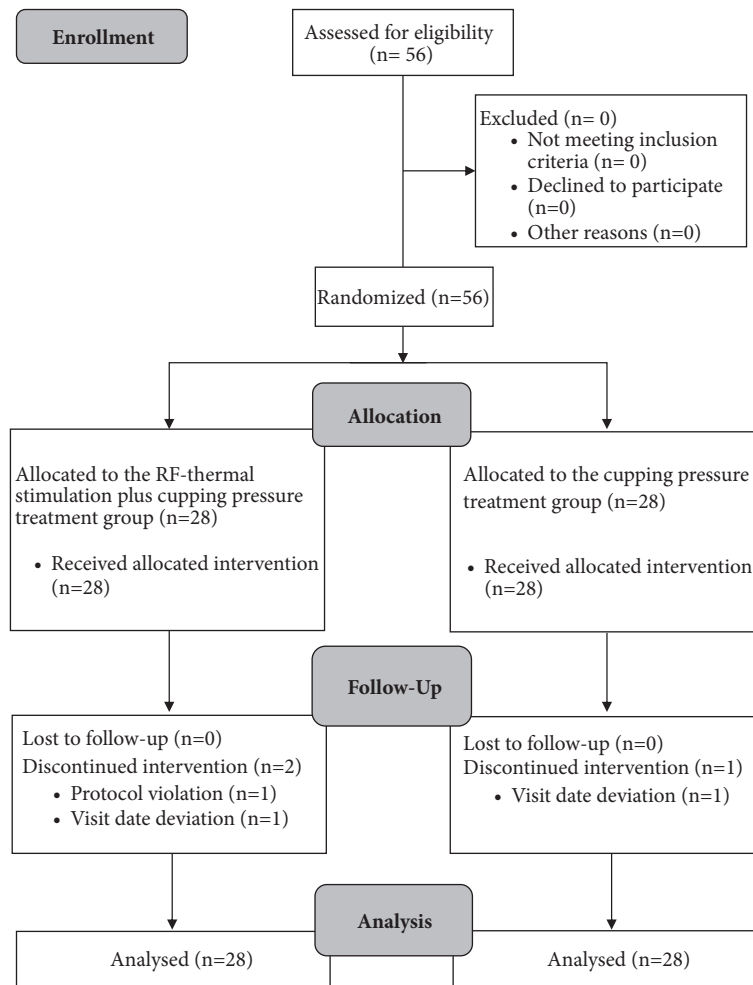 Enrollment
Assessed for eligibility
(n= 56)
Excluded (n= 0)
• Not meeting inclusion
criteria (n= 0)
• Declined to participate
(n=0)
• Other reasons (n=0)
Randomized (n=56)
Allocation
Allocated to the RF-thermal
stimulation plus cupping pressure
treatment group (n=28)
• Received allocated intervention
(n=28)
Allocated to the cupping pressure
treatment group (n=28)
• Received allocated intervention
(n=28)
Follow-Up
Lost to follow-up (n=0)
Discontinued intervention (n=2)
• Protocol violation (n=1)
• Visit date deviation (n=1)
Lost to follow-up (n=0)
Discontinued intervention (n=1)
• Visit date deviation (n=1)
Analysis
Analysed (n=28)
Analysed (n=28)